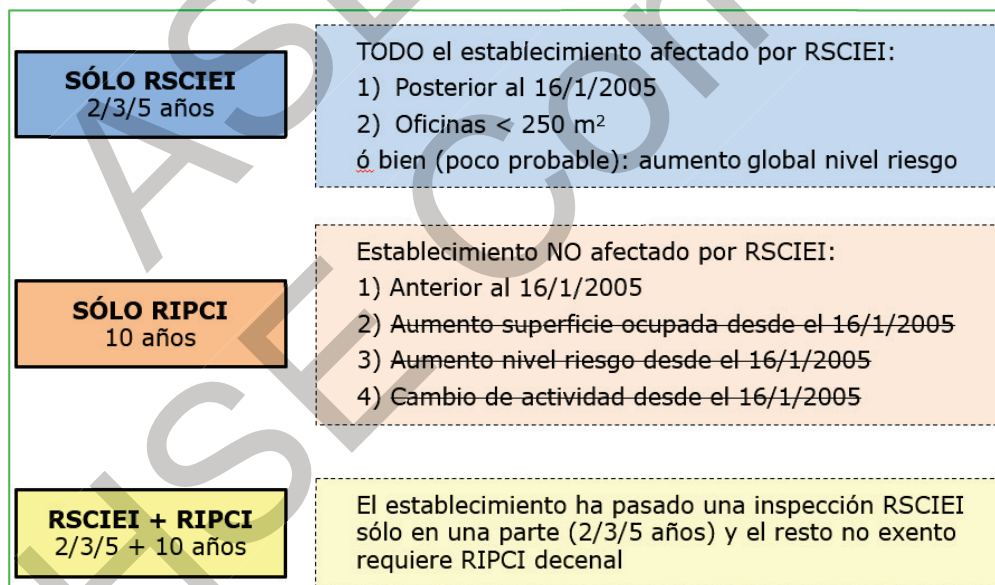 SÓLO RSCIEI
2/3/5 años
TODO el establecimiento afectado por RSCIEI:
1) Posterior al 16/1/2005
2) Oficinas < 250 m²
ó bien (poco probable): aumento global nivel riesgo
SÓLO RIPCI
10 años
Establecimiento NO afectado por RSCIEI:
1) Anterior al 16/1/2005
2) Aumento superficie ocupada desde el 16/1/2005
3) Aumento nivel riesgo desde el 16/1/2005
4) Cambio de actividad desde el 16/1/2005
RSCIEI + RIPCI
2/3/5 + 10 años
El establecimiento ha pasado una inspección RSCIEI
sólo en una parte (2/3/5 años) y el resto no exento
requiere RIPCI decenal